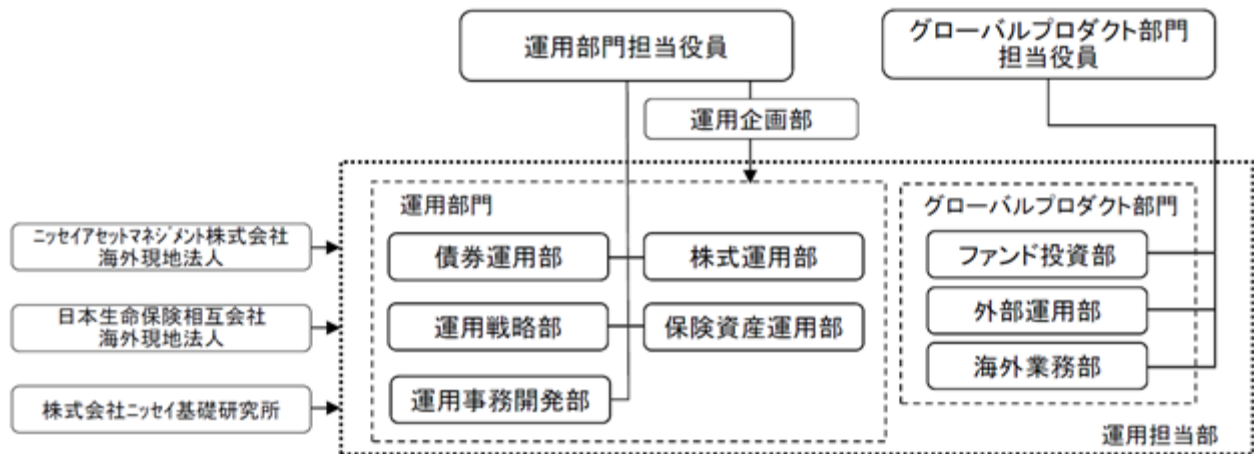 運用部門担当役員
グローバルプロダクト部門
担当役員
運用企画部
運用部門
グローバルプロダクト部門
ニッセイアセットマネジメント株式会社
海外現地法人
債券運用部
株式運用部
ファンド投資部
日本生命保険相互会社
海外現地法人
運用戦略部
保険資産運用部
外部運用部
海外業務部
株式会社ニッセイ基礎研究所
運用事務開発部
運用担当部